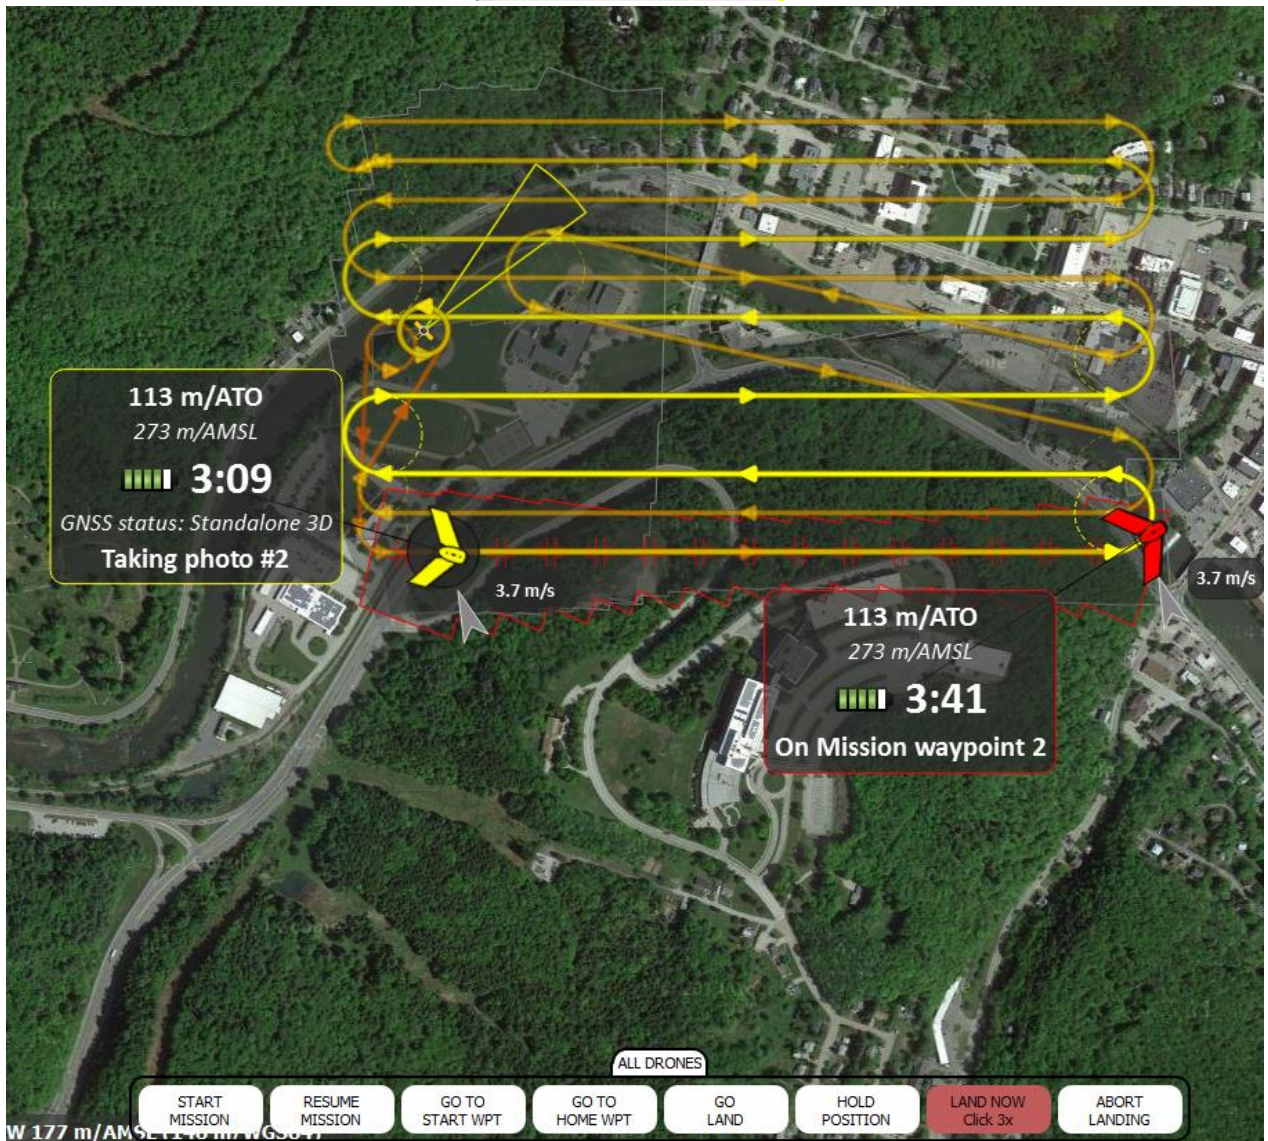 113 m/ATO
273 m/AMSL
3:09
GNSS status: Standalone 3D
Taking photo #2
3.7 m/s
3.7 m/s
113 m/ATO
273 m/AMSL
3:41
On Mission waypoint 2
ALL DRONES
START
MISSION
RESUME
MISSION
GO TO
START WPT
GO TO
HOME WPT
GO
LAND
HOLD
POSITION
LAND NOW
Click 3x
ABORT
LANDING
W 177 m/AMSL